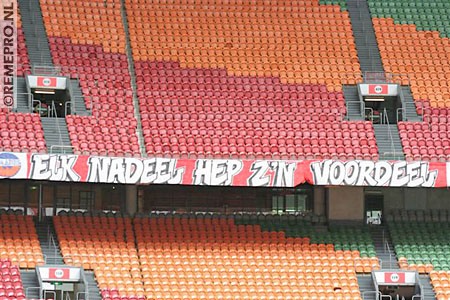 © REMEPRO.NL
ELK NADEEL HEP Z'N VOORDEEL